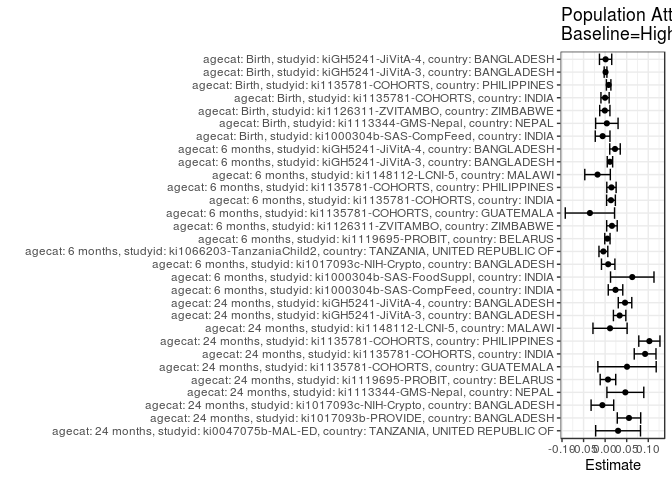 Population Att
Baseline=High
agecat: Birth, studyid: kiGH5241-JiVitA-4, country: BANGLADESH
agecat: Birth, studyid: kiGH5241-JiVitA-3, country: BANGLADESH
agecat: Birth, studyid: ki1135781-COHORTS, country: PHILIPPINES
agecat: Birth, studyid: ki1135781-COHORTS, country: INDIA
agecat: Birth, studyid: ki1126311-ZVITAMBO, country: ZIMBABWE
agecat: Birth, studyid: ki1113344-GMS-Nepal, country: NEPAL
agecat: Birth, studyid: ki1000304b-SAS-CompFeed, country: INDIA
agecat: 6 months, studyid: kiGH5241-JiVitA-4, country: BANGLADESH
agecat: 6 months, studyid: kiGH5241-JiVitA-3, country: BANGLADESH
agecat: 6 months, studyid: ki1148112-LCNI-5, country: MALAWI
agecat: 6 months, studyid: ki1135781-COHORTS, country: PHILIPPINES
agecat: 6 months, studyid: ki1135781-COHORTS, country: INDIA
agecat: 6 months, studyid: ki1135781-COHORTS, country: GUATEMALA
agecat: 6 months, studyid: ki1126311-ZVITAMBO, country: ZIMBABWE
agecat: 6 months, studyid: ki1119695-PROBIT, country: BELARUS
agecat: 6 months, studyid: ki1066203-TanzaniaChild2, country: TANZANIA, UNITED REPUBLIC OF
agecat: 6 months, studyid: ki1017093c-NIH-Crypto, country: BANGLADESH
agecat: 6 months, studyid: ki1000304b-SAS-FoodSuppl, country: INDIA
agecat: 6 months, studyid: ki1000304b-SAS-CompFeed, country: INDIA
agecat: 24 months, studyid: kiGH5241-JiVitA-4, country: BANGLADESH
agecat: 24 months, studyid: kiGH5241-JiVitA-3, country: BANGLADESH
agecat: 24 months, studyid: ki1148112-LCNI-5, country: MALAWI
agecat: 24 months, studyid: ki1135781-COHORTS, country: PHILIPPINES
agecat: 24 months, studyid: ki1135781-COHORTS, country: INDIA
agecat: 24 months, studyid: ki1135781-COHORTS, country: GUATEMALA
agecat: 24 months, studyid: ki1119695-PROBIT, country: BELARUS
agecat: 24 months, studyid: ki1113344-GMS-Nepal, country: NEPAL
agecat: 24 months, studyid: ki1017093c-NIH-Crypto, country: BANGLADESH
agecat: 24 months, studyid: ki1017093b-PROVIDE, country: BANGLADESH
agecat: 24 months, studyid: ki0047075b-MAL-ED, country: TANZANIA, UNITED REPUBLIC OF
-0.10 -0.05 0.00 0.05 0.10
Estimate